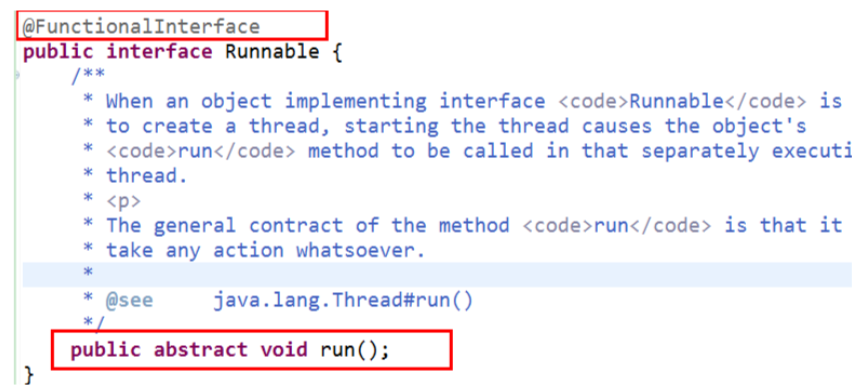 @FunctionalInterface
public interface Runnable {
/**
* When an object implementing interface <code>Runnable</code> is
* to create a thread, starting the thread causes the object's
* <code>run</code> method to be called in that separately executi
* thread.
* <p>
* The general contract of the method <code>run</code> is that it
* take any action whatsoever.
*
* @see java.lang.Thread#run()
*/
public abstract void run();
}